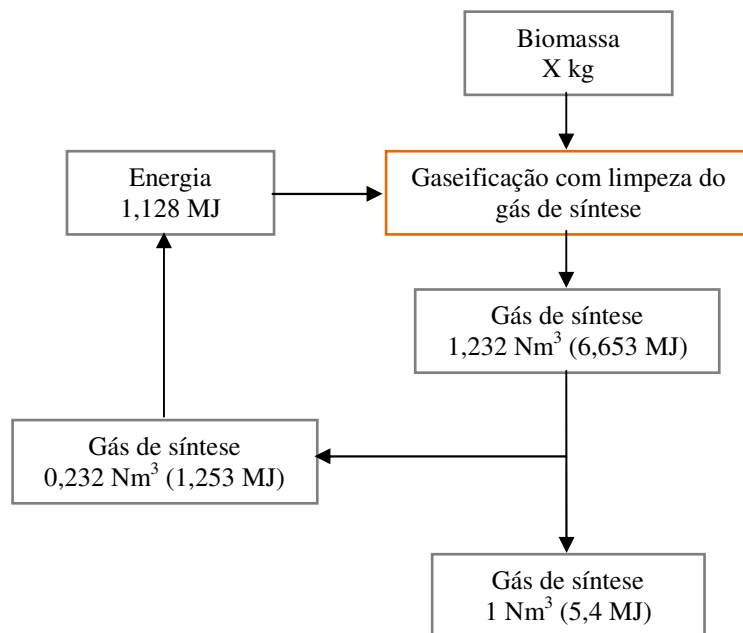 Biomassa
X kg
Energia
1,128 MJ
Gaseificação com limpeza do
gás de síntese
Gás de síntese
1,232 Nm³ (6,653 MJ)
Gás de síntese
0,232 Nm³ (1,253 MJ)
Gás de síntese
1 Nm³ (5,4 MJ)